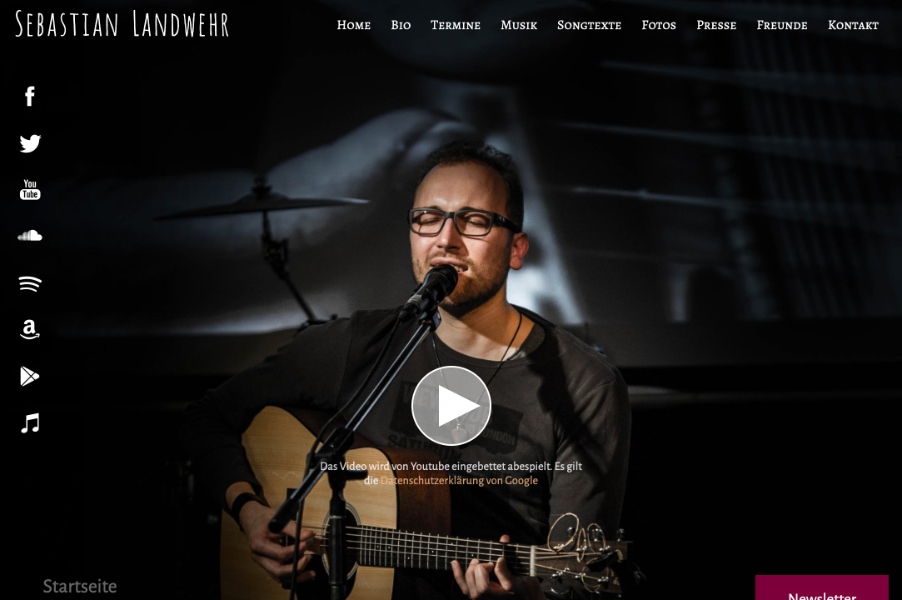 Sebastian Landwehr
Home Bio Termine Musik Songtexte Fotos Presse Freunde Kontakt
You
Tube
a
Das Video wird von Youtube eingebettet abespielt. Es gilt
die Datenschutzerklärung von Google
Startseite
Newsletter